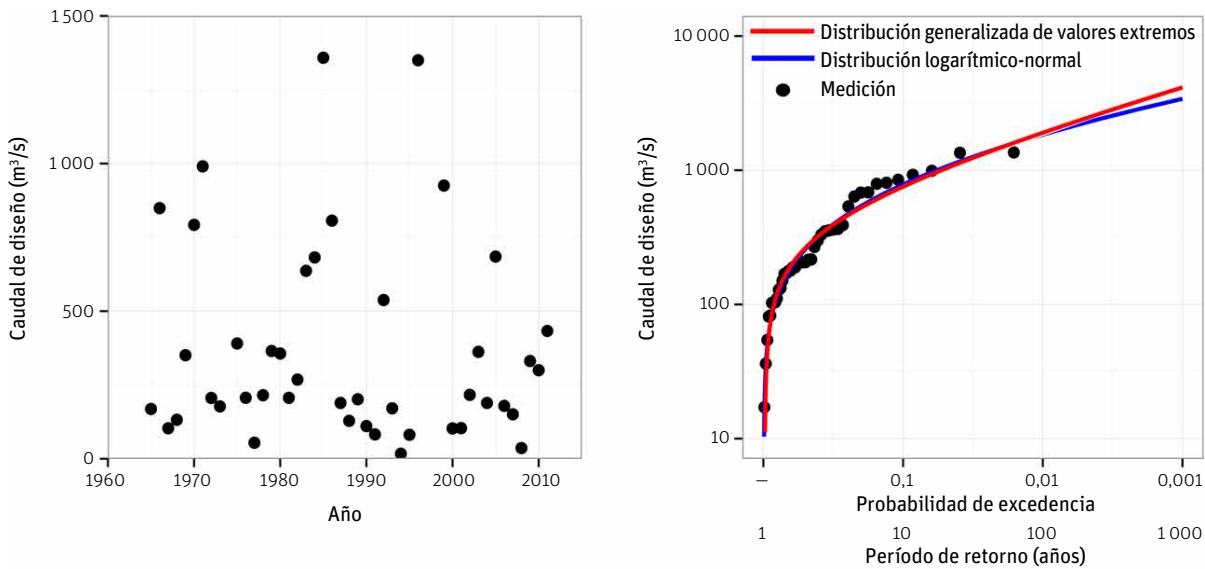 1500
1 000
500
0
1960
1970
1980
1990
2000
2010
Caudal de diseño (m³/s)
Año
10 000
1000
100
10
Caudal de diseño (m³/s)
Distribución generalizada de valores extremos
Distribución logarítmico-normal
Medición
– 0,1 0,01 0,001
Probabilidad de excedencia
1 10 100 1 000
Período de retorno (años)